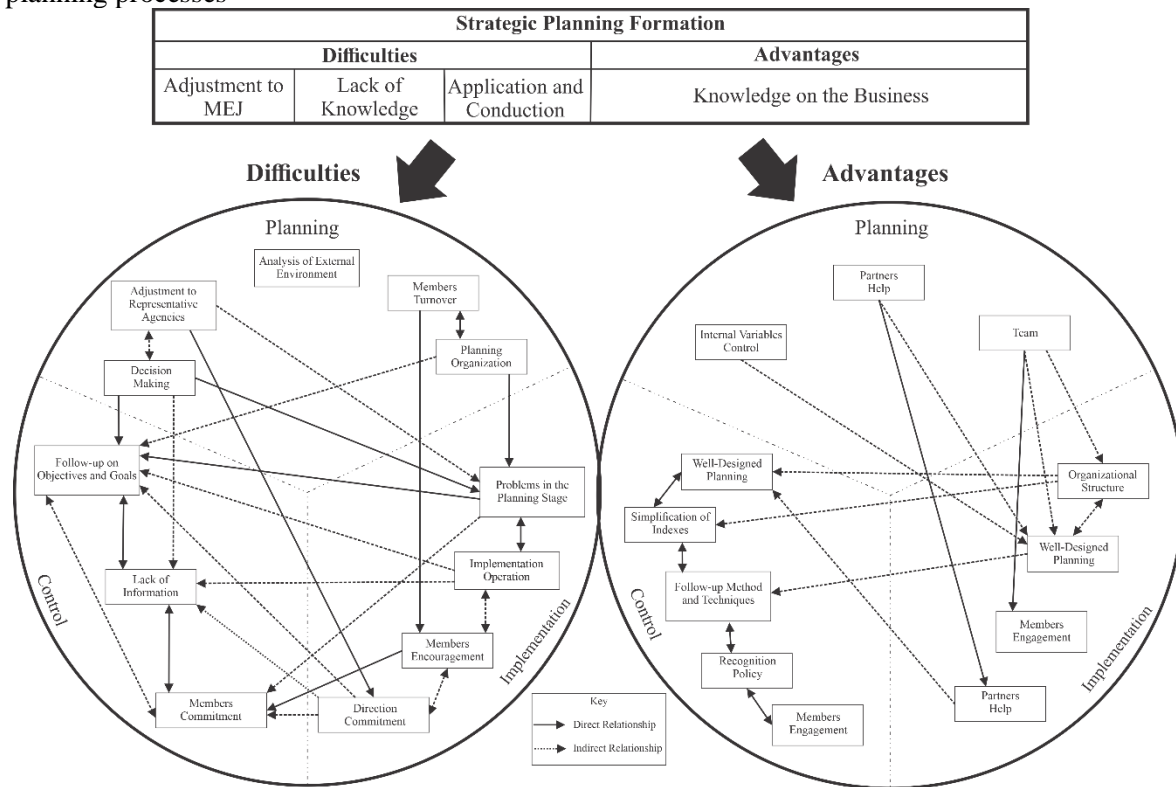 planning processes
Strategic Planning Formation
Difficulties
Advantages
Adjustment to
MEJ
Lack of
Knowledge
Application and
Conduction
Knowledge on the Business
Difficulties
Advantages
Planning
Analysis of External
Environment
Adjustment to
Representative
Agencies
Members
Turnover
Planning
Organization
Decision
Making
Follow-up on
Objectives and Goals
Problems in the
Planning Stage
Implementation
Operation
Lack of
Information
Control
Implementation
Members
Encouragement
Members
Commitment
Direction
Commitment
Planning
Partners
Help
Internal Variables
Control
Team
Well-Designed
Planning
Organizational
Structure
Simplification of
Indexes
Well-Designed
Planning
Follow-up Method
and Techniques
Control
Implementation
Members
Engagement
Recognition
Policy
Partners
Help
Members
Engagement
Key
Direct Relationship
Indirect Relationship